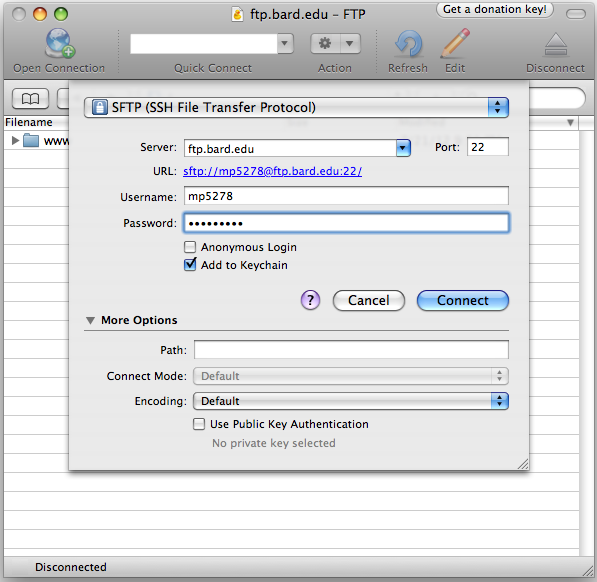 ftp.bard.edu – FTP
Get a donation key!
Open Connection
Quick Connect
Action
Refresh
Edit
Disconnect
SFTP (SSH File Transfer Protocol)
Filename
www
Server: ftp.bard.edu Port: 22
URL: sftp://mp5278@ftp.bard.edu:22/
Username: mp5278
Password: •••••••••
Anonymous Login
Add to Keychain
? Cancel Connect
More Options
Path:
Connect Mode: Default
Encoding: Default
Use Public Key Authentication
No private key selected
Disconnected